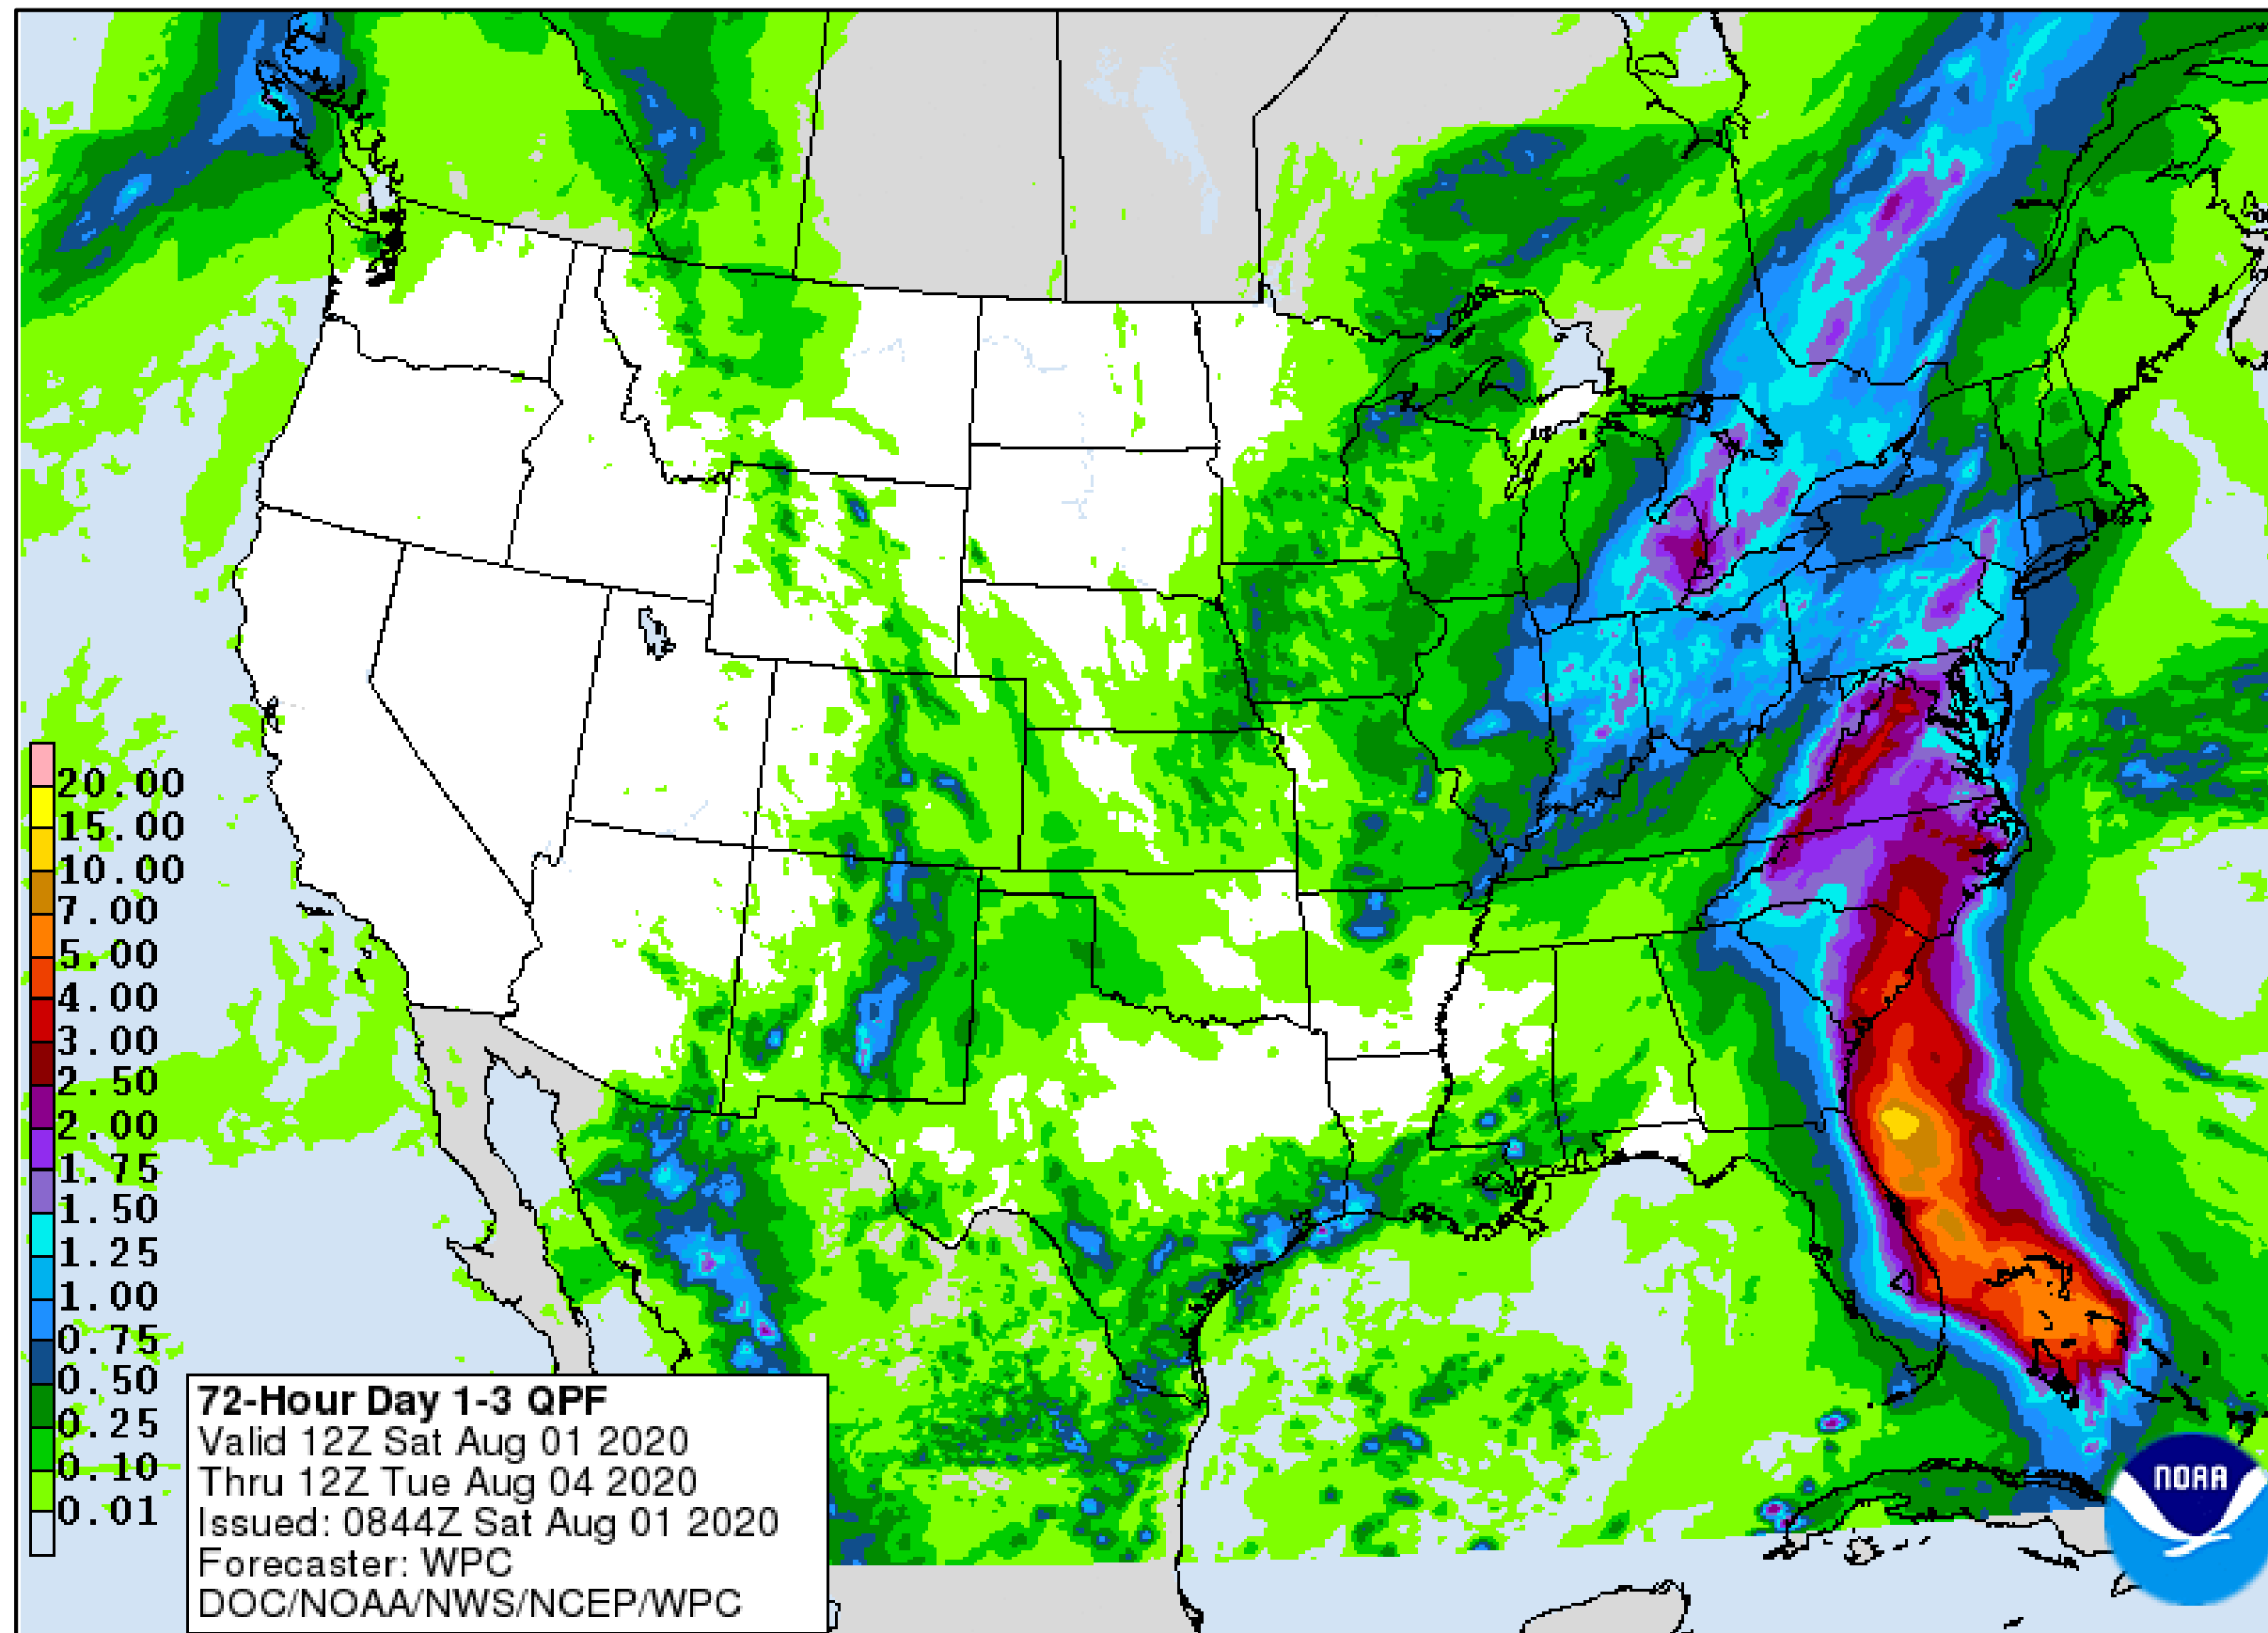 20.00
15.00
10.00
7.00
5.00
4.00
3.00
2.50
2.00
1.75
1.50
1.25
1.00
0.75
0.50
0.25
0.10
0.01
72-Hour Day 1-3 QPF
Valid 12Z Sat Aug 01 2020
Thru 12Z Tue Aug 04 2020
Issued: 0844Z Sat Aug 01 2020
Forecaster: WPC
DOC/NOAA/NWS/NCEP/WPC
NOAA